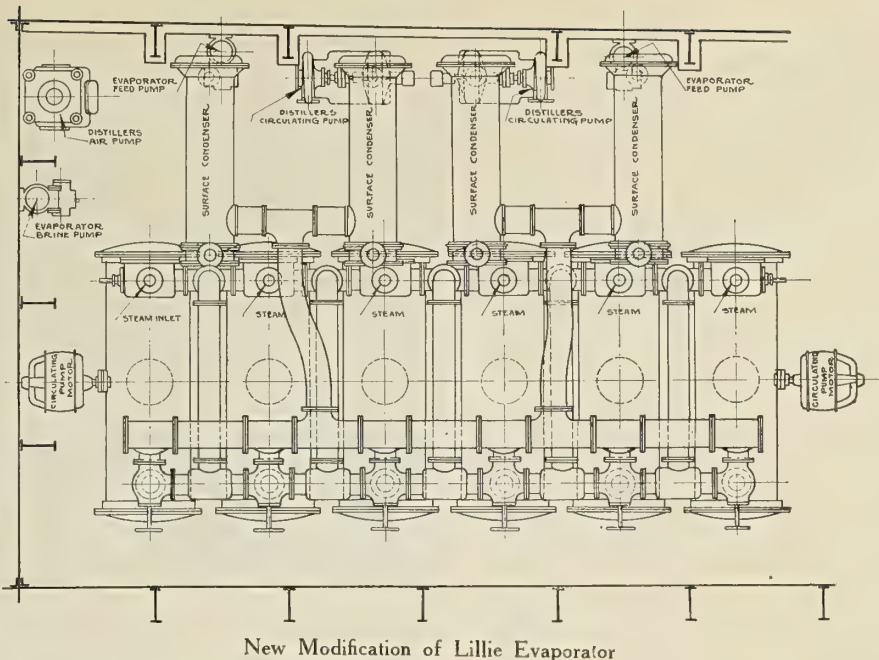 EVAPORATOR
FEED PUMP
DISTILLERS
AIR PUMP
DISTILLERS
CIRCULATING PUMP
DISTILLERS
CIRCULATING PUMP
EVAPORATOR
FEED PUMP
SURFACE CONDENSER
SURFACE CONDENSER
SURFACE CONDENSER
SURFACE CONDENSER
EVAPORATOR
BRINE PUMP
STEAM INLET
STEAM
STEAM
STEAM
STEAM
CIRCULATING
PUMP
MOTOR
CIRCULATING
PUMP
MOTOR
New Modification of Lillie Evaporator